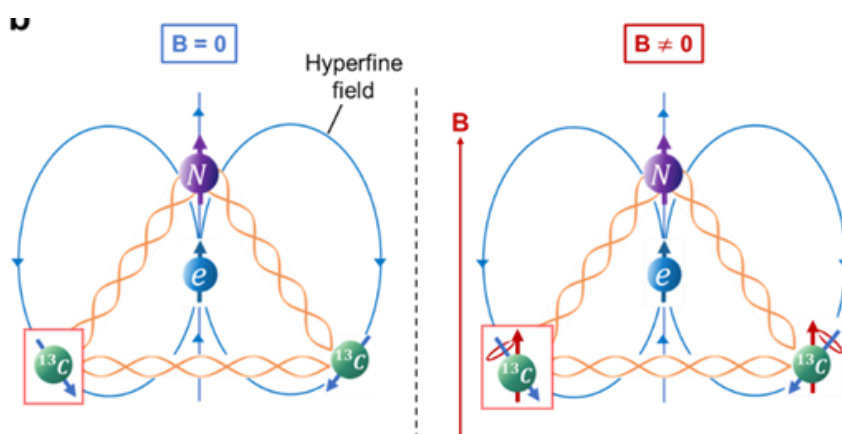 b
B = 0
B ≠ 0
Hyperfine
field
B
N
N
e
e
¹³C
¹³C
¹³C
¹³C